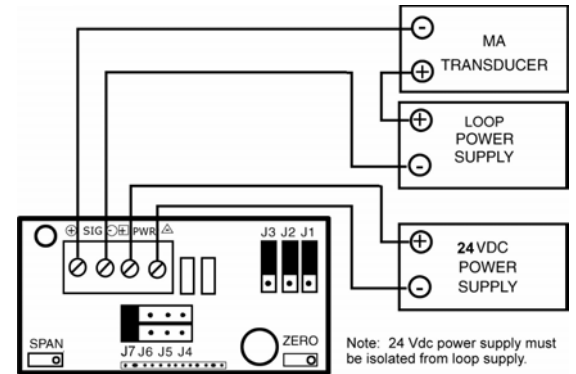 MA
TRANSDUCER
LOOP
POWER
SUPPLY
24 VDC
POWER
SUPPLY
SIG PWR
J3 J2 J1
J7 J6 J5 J4
SPAN
ZERO
Note: 24 Vdc power supply must
be isolated from loop supply.